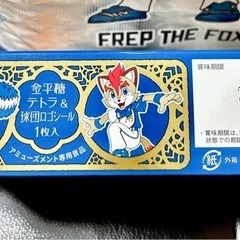 FREP THE FOX
金平糖
テトラ&
球団ロゴシール
1枚入
アミューズメント専用景品
賞味期限
・賞味期限は、
状態での期限
紙
外箱